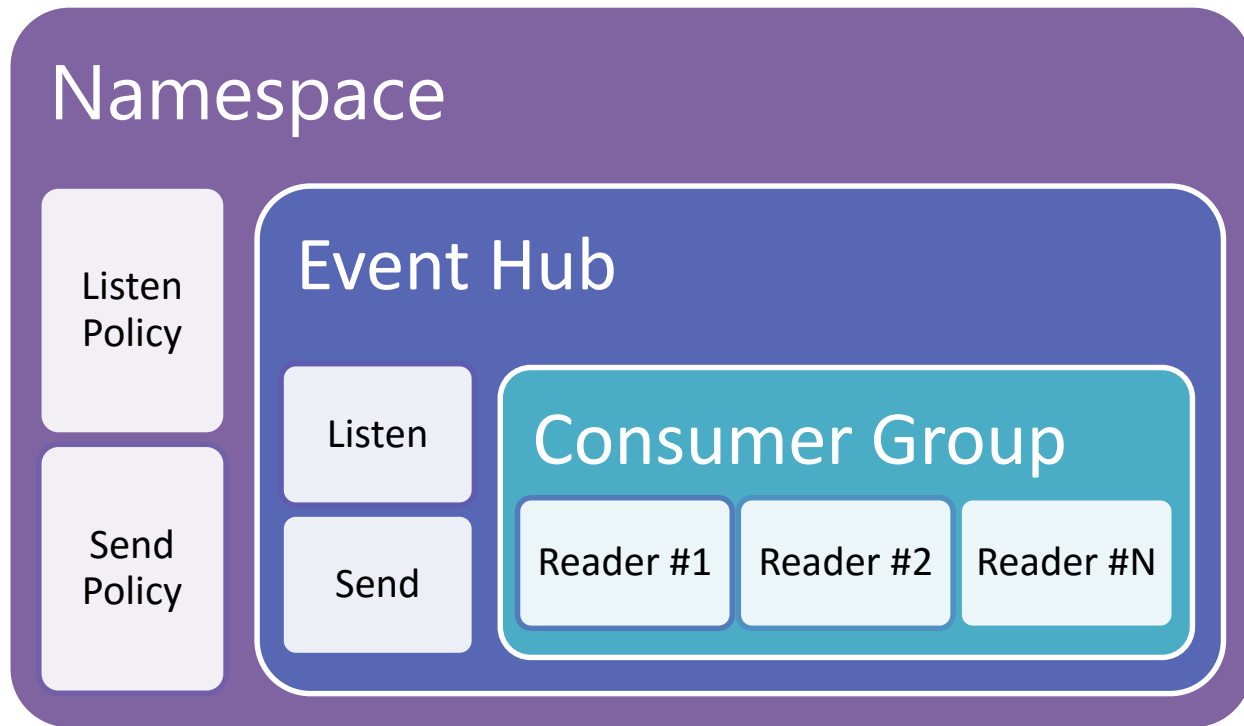 Namespace
Listen
Policy
Send
Policy
Event Hub
Listen
Send
Consumer Group
Reader #1
Reader #2
Reader #N